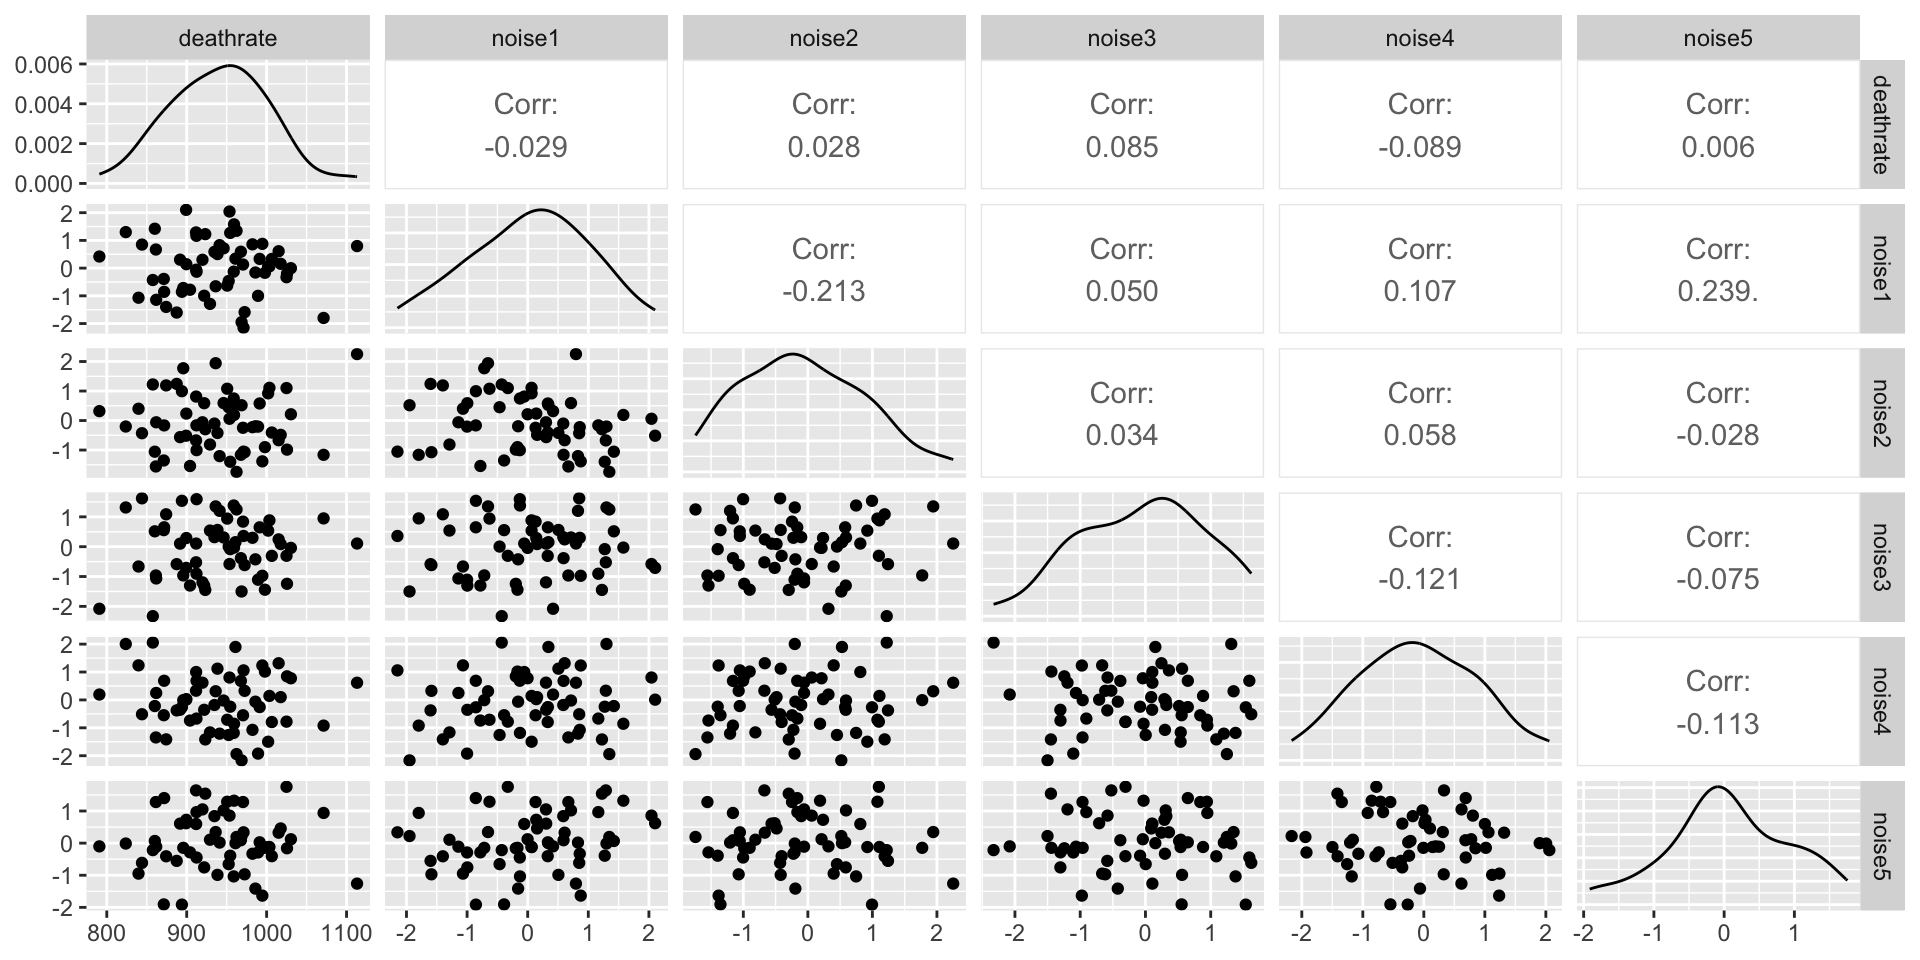 deathrate noise1 noise2 noise3 noise4 noise5
0.006
0.004
0.002
0.000
Corr:
-0.029
Corr:
0.028
Corr:
0.085
Corr:
-0.089
Corr:
0.006
deathrate
2
1
0
-1
-2
Corr:
-0.213
Corr:
0.050
Corr:
0.107
Corr:
0.239.
noise1
2
1
0
-1
Corr:
0.034
Corr:
0.058
Corr:
-0.028
noise2
1
0
-1
-2
Corr:
-0.121
Corr:
-0.075
noise3
2
1
0
-1
-2
Corr:
-0.113
noise4
1
0
-1
-2
noise5
800 900 1000 1100 -2 -1 0 1 2 -1 0 1 2 -2 -1 0 1 -2 -1 0 1 2 -2 -1 0 1